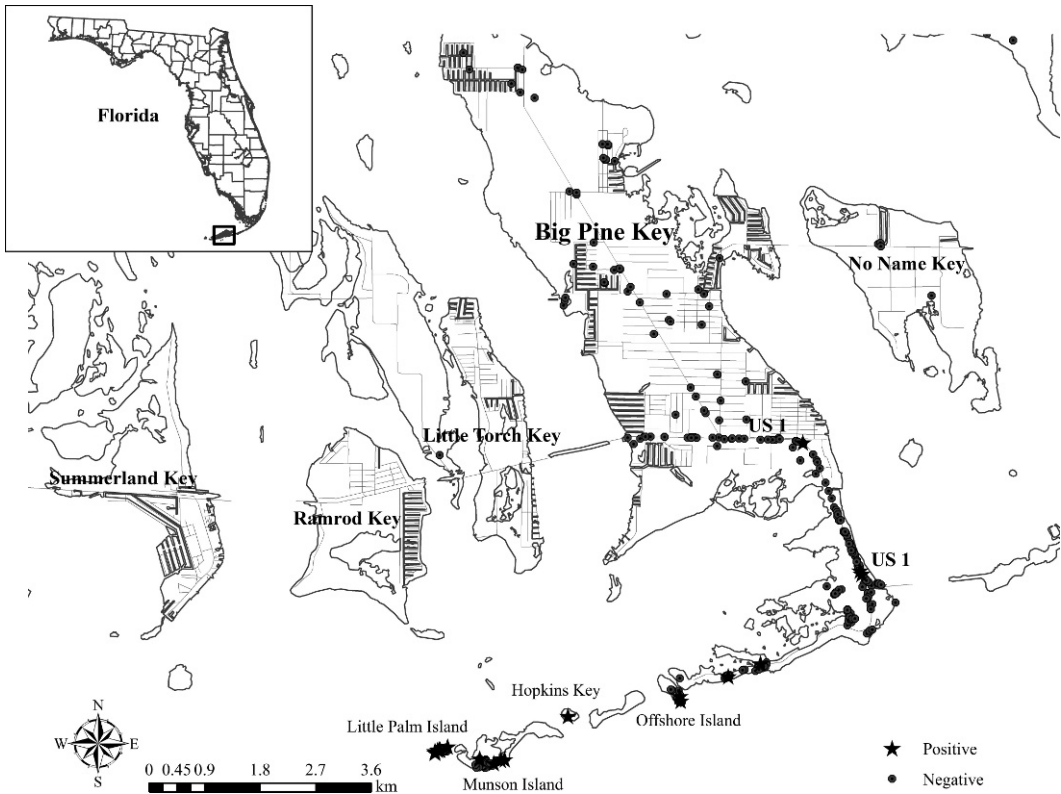 Florida
Big Pine Key
No Name Key
US 1
Little Torch Key
Summerland Key
Ramrod Key
US 1
Hopkins Key
Offshore Island
Little Palm Island
Munson Island
N
W E
S
0 0.45 0.9 1.8 2.7 3.6
km
Positive
Negative